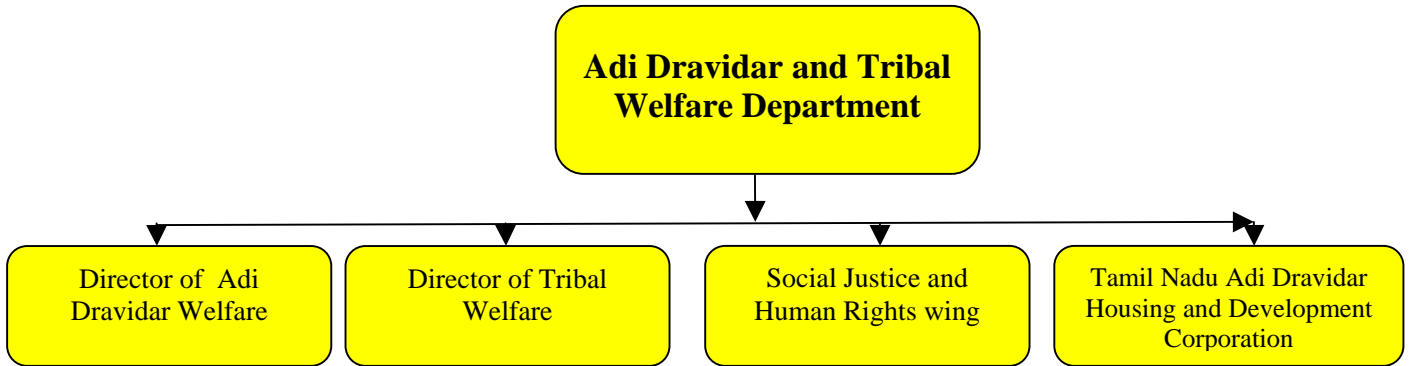 Adi Dravidar and Tribal
Welfare Department
Director of Adi
Dravidar Welfare
Director of Tribal
Welfare
Social Justice and
Human Rights wing
Tamil Nadu Adi Dravidar
Housing and Development
Corporation